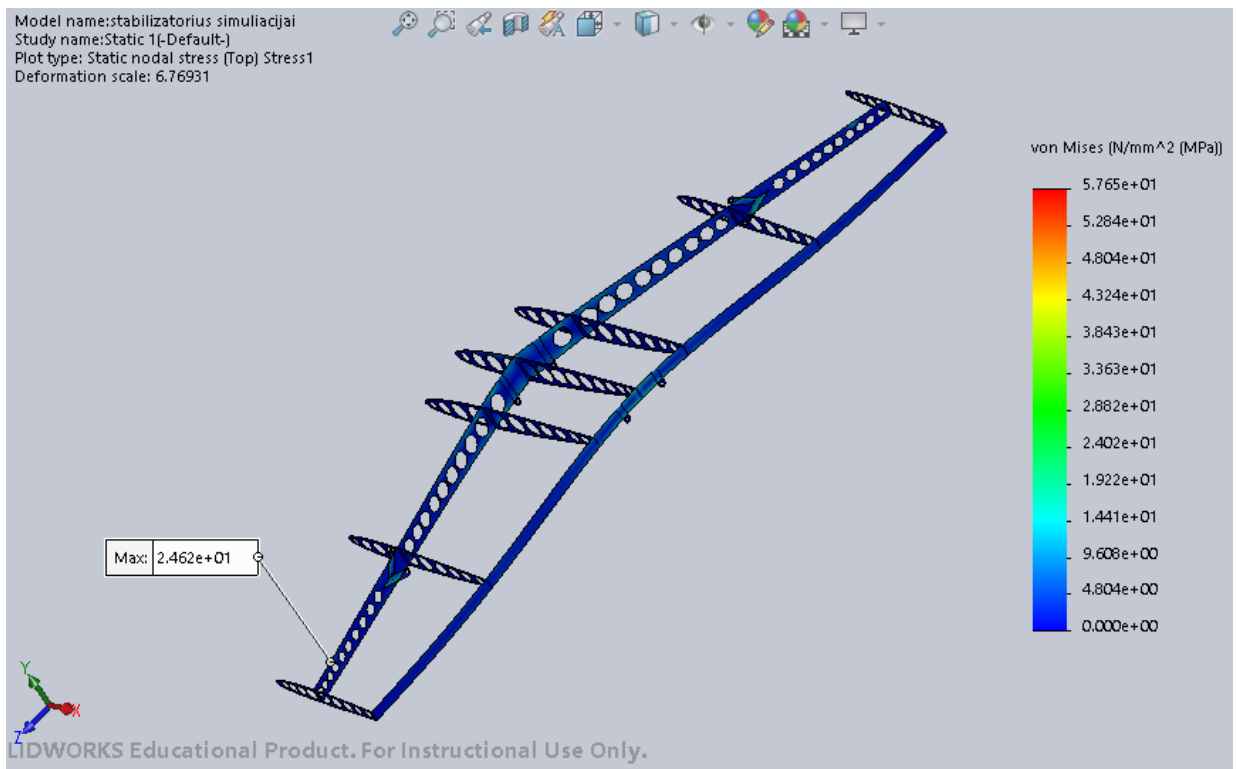 Model name:stabilizatorius simuliacijai
Study name:Static 1(-Default-)
Plot type: Static nodal stress (Top) Stress1
Deformation scale: 6.76931
von Mises (N/mm^2 (MPa))
5.765e+01
5.284e+01
4.804e+01
4.324e+01
3.843e+01
3.363e+01
2.882e+01
2.402e+01
1.922e+01
1.441e+01
9.608e+00
4.804e+00
0.000e+00
Max: 2.462e+01
Y
X
Z
LIDWORKS Educational Product. For Instructional Use Only.